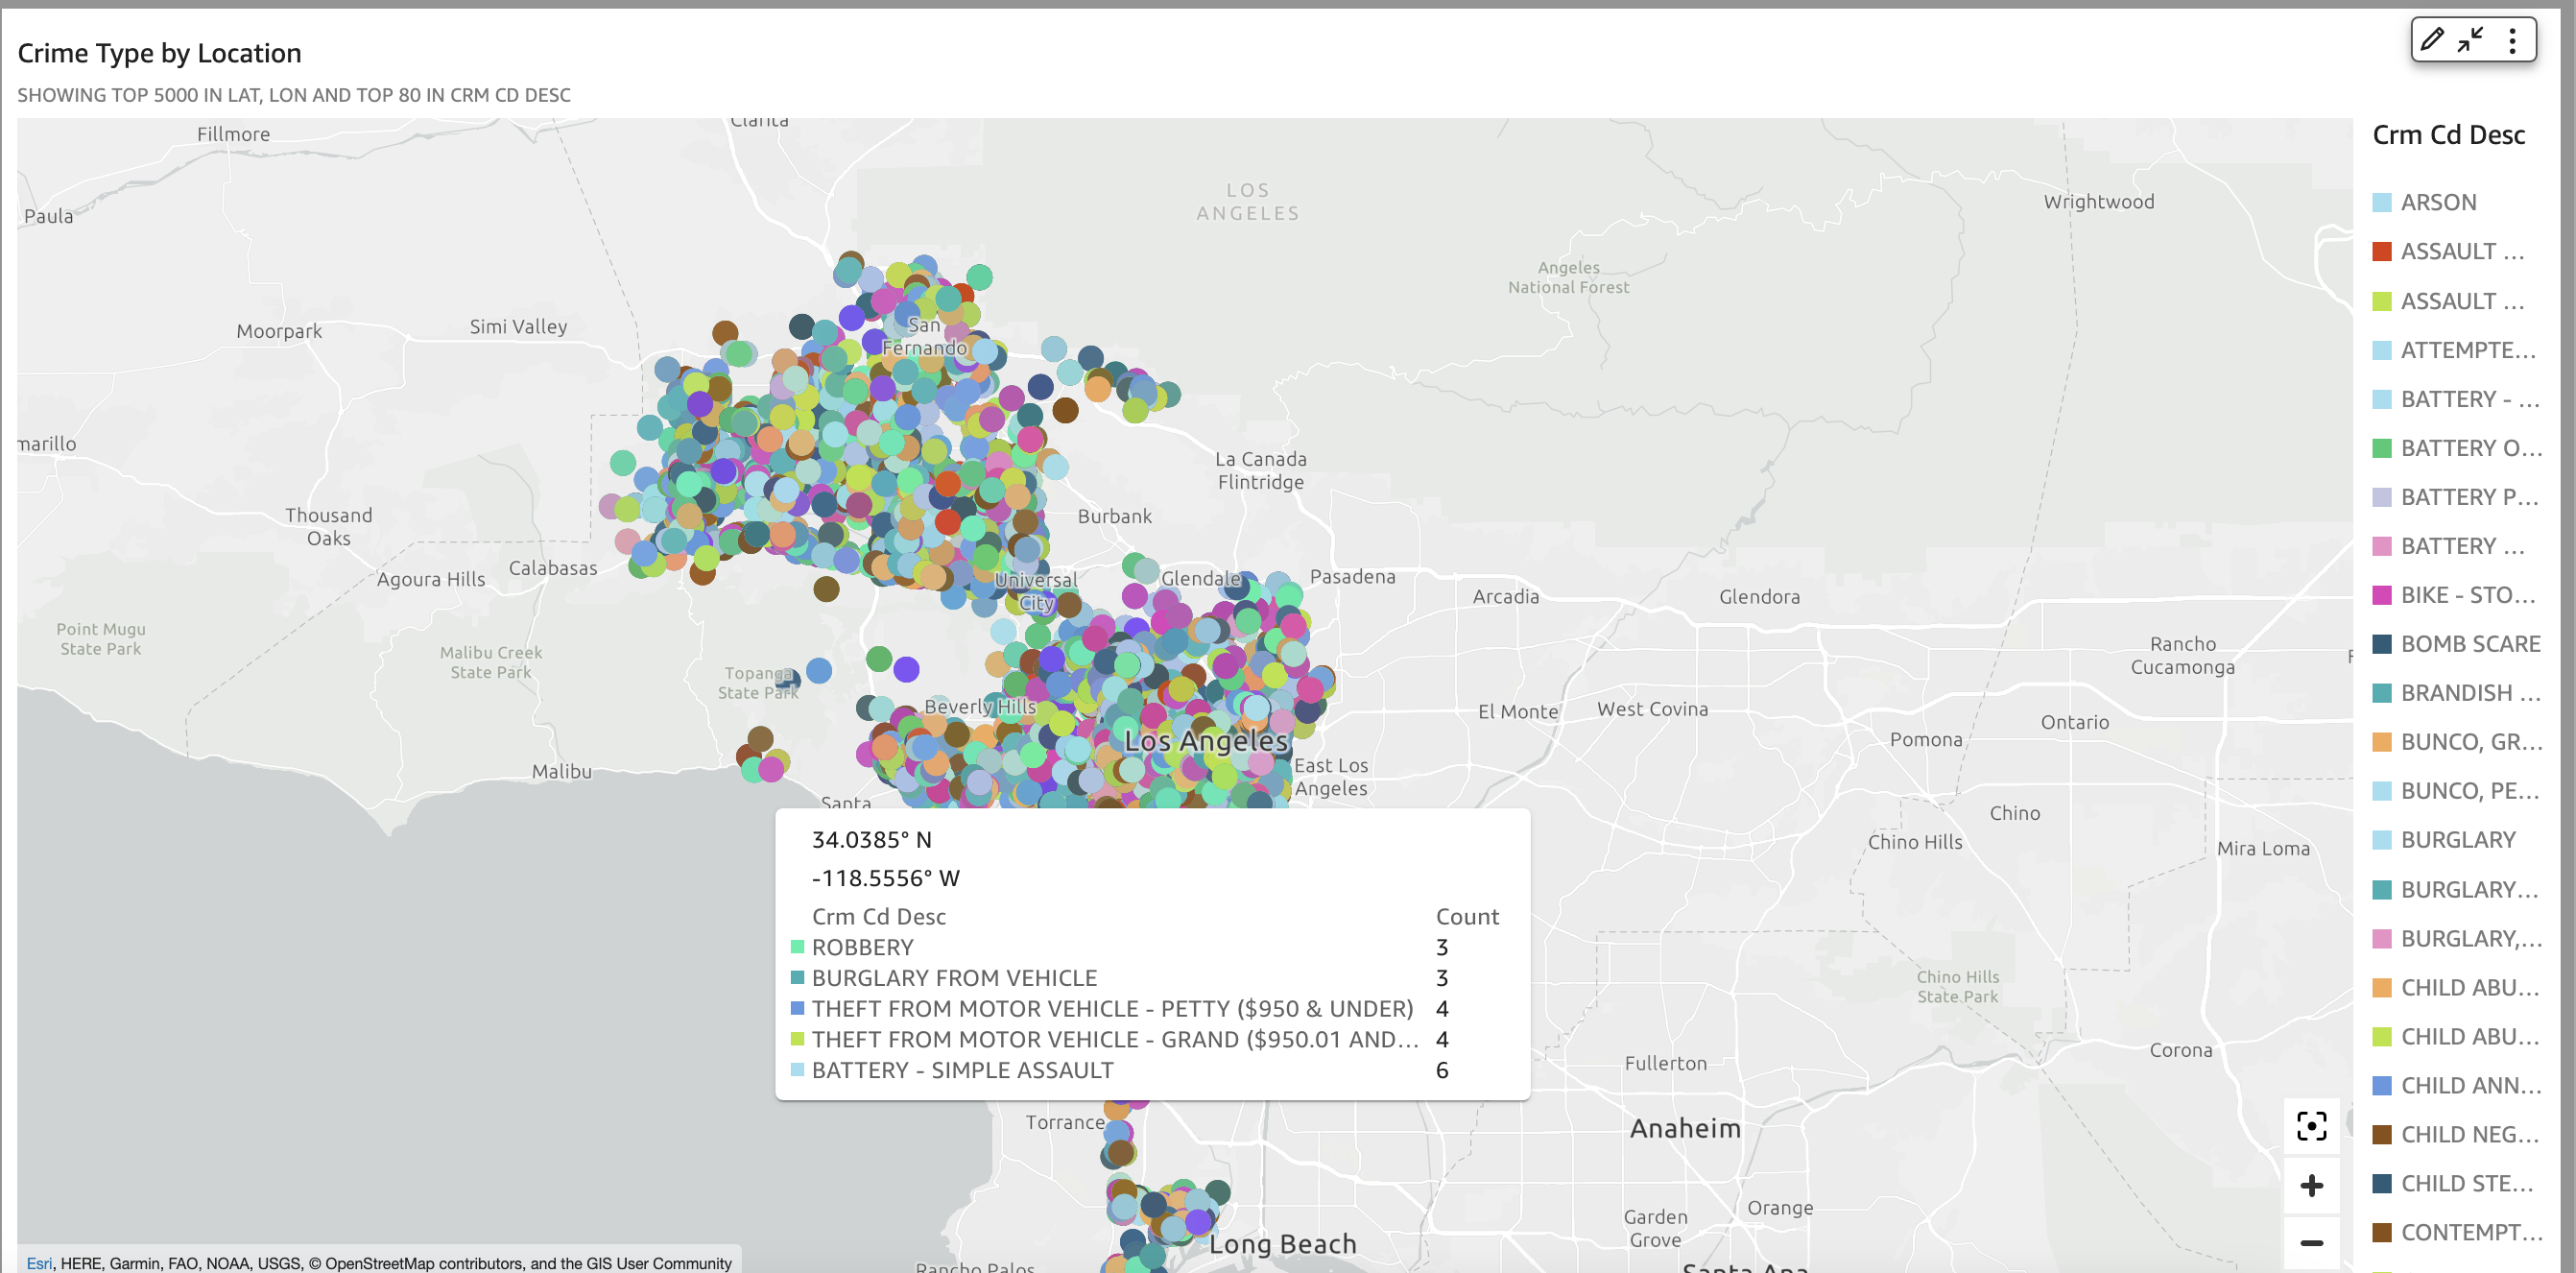 Crime Type by Location
SHOWING TOP 5000 IN LAT, LON AND TOP 80 IN CRM CD DESC
Fillmore
Paula
LOS
ANGELES
Wrightwood
Angeles
National Forest
Moorpark
Simi Valley
San
Fernando
marillo
La Canada
Flintridge
Thousand
Oaks
Burbank
Calabasas
Agoura Hills
Universal
City
Glendale
Pasadena
Arcadia
Glendora
Point Mugu
State Park
Malibu Creek
State Park
Topanga
State Park
Rancho
Cucamonga
Beverly Hills
El Monte
West Covina
Ontario
Los Angeles
Pomona
Malibu
East Los
Angeles
Santa
Chino
Chino Hills
Mira Loma
34.0385° N
-118.5556° W
Crm Cd Desc Count
ROBBERY 3
BURGLARY FROM VEHICLE 3
THEFT FROM MOTOR VEHICLE - PETTY ($950 & UNDER) 4
THEFT FROM MOTOR VEHICLE - GRAND ($950.01 AND... 4
BATTERY - SIMPLE ASSAULT 6
Chino Hills
State Park
Corona
Fullerton
Torrance
Anaheim
Garden
Grove
Orange
Long Beach
Rancho Palos
Santa Ana
Esri, HERE, Garmin, FAO, NOAA, USGS, © OpenStreetMap contributors, and the GIS User Community
Crm Cd Desc
ARSON
ASSAULT ...
ASSAULT ...
ATTEMPTE...
BATTERY - ...
BATTERY O...
BATTERY P...
BATTERY ...
BIKE - STO...
BOMB SCARE
BRANDISH ...
BUNCO, GR...
BUNCO, PE...
BURGLARY
BURGLARY...
BURGLARY,...
CHILD ABU...
CHILD ABU...
CHILD ANN...
CHILD NEG...
CHILD STE...
CONTEMPT...